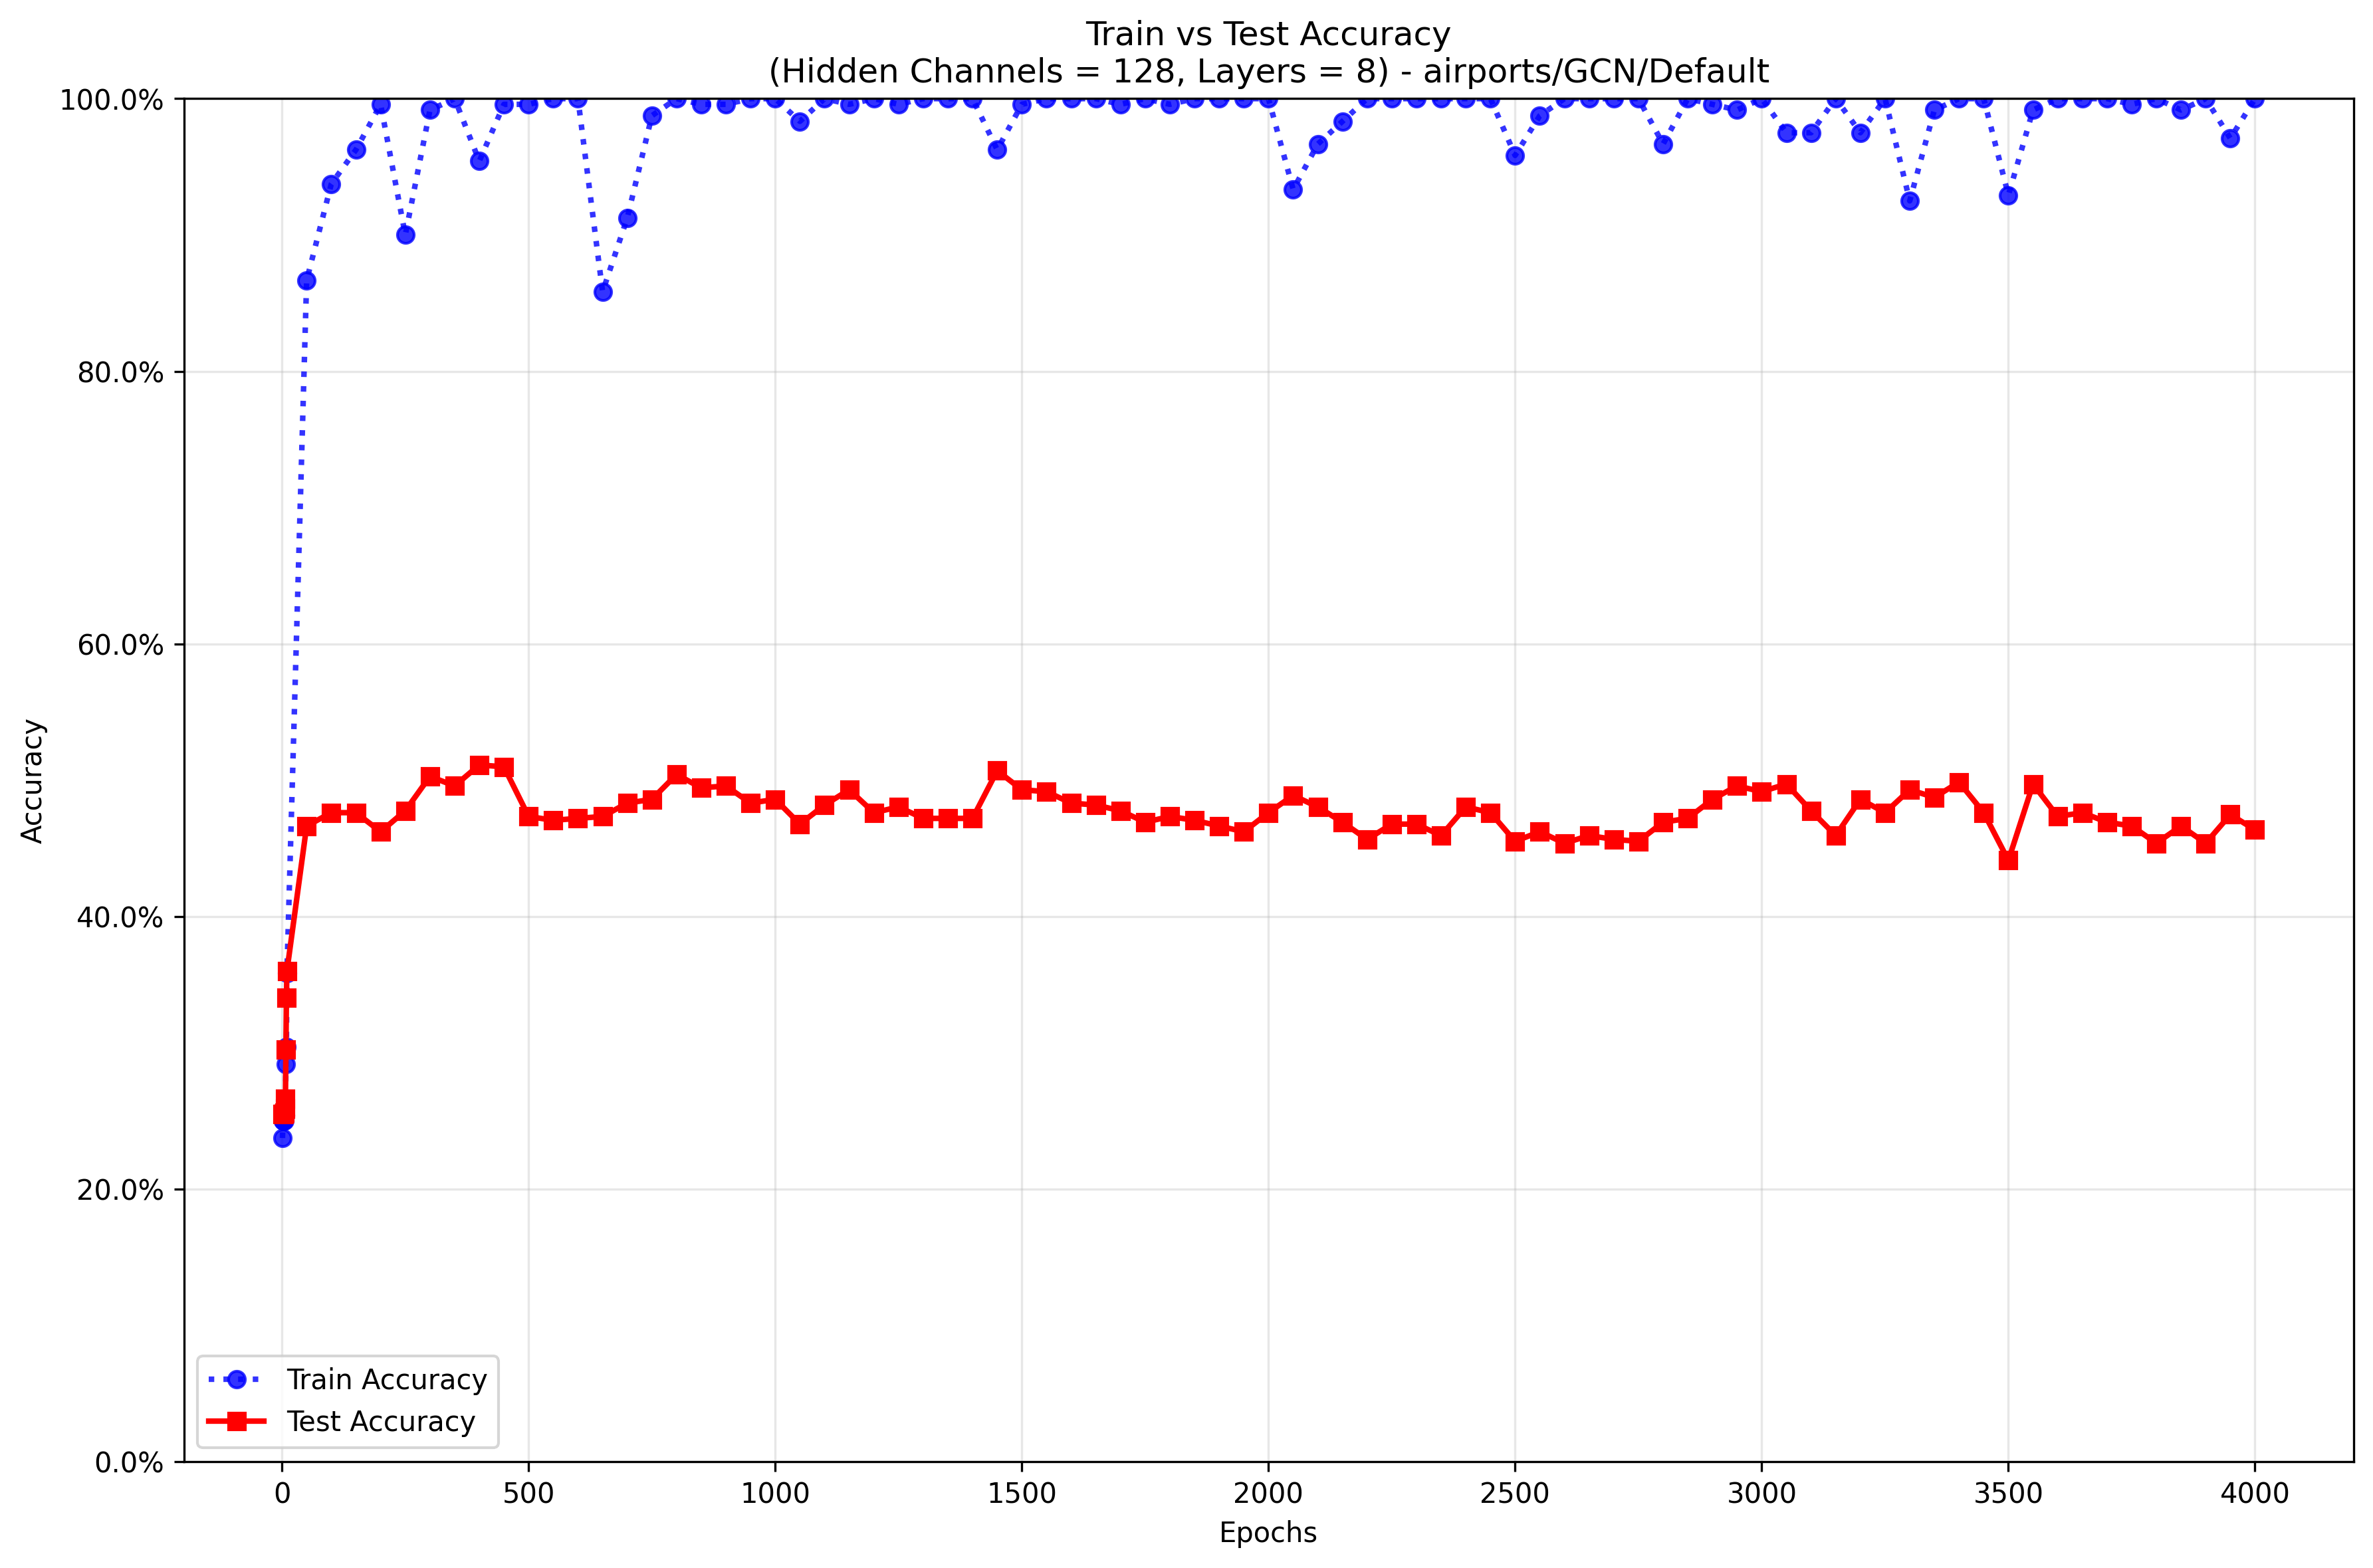 Train vs Test Accuracy
(Hidden Channels = 128, Layers = 8) - airports/GCN/Default
100.0%
80.0%
60.0%
40.0%
20.0%
0.0%
Accuracy
Train Accuracy
Test Accuracy
0 500 1000 1500 2000 2500 3000 3500 4000
Epochs